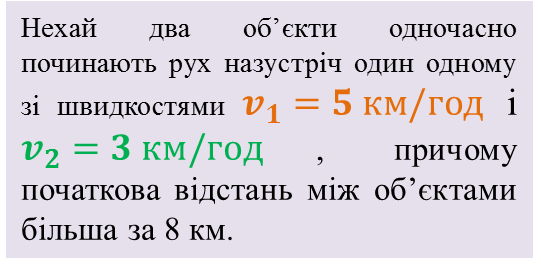 Нехай два об’єкти одночасно
починають рух назустріч один одному
зі швидкостями v₁ = 5 км/год і
v₂ = 3 км/год , причому
початкова відстань між об’єктами
більша за 8 км.